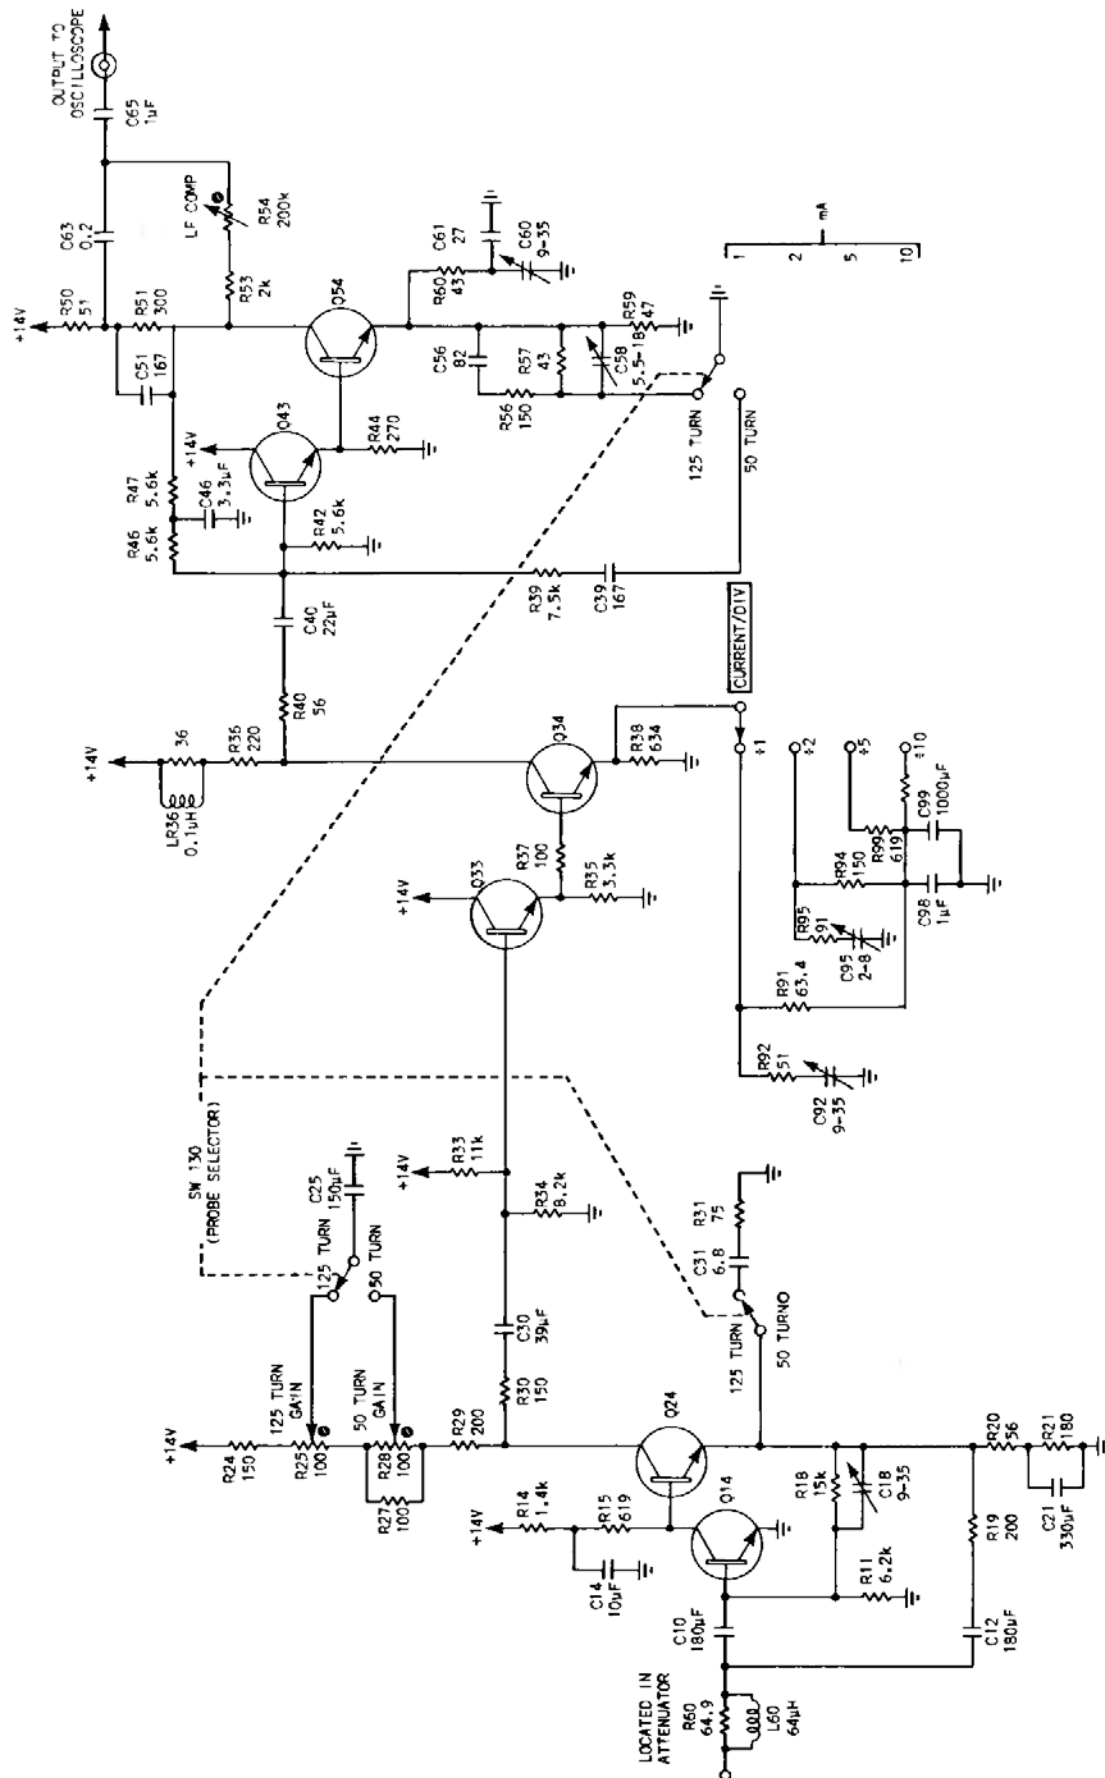 OUTPUT TO
OSCILLOSCOPE
C65
1µF
C63
0.2
LF COMP
R54
200k
R53
2k
+14V
R50
51
R51
300
C51
167
Q54
R60
43
C61
27
C60
9-35
C56
82
R57
43
C58
5.5-18
R59
47
R56
150
125 TURN
50 TURN
1
2
5
10
mA
+14V
Q43
R44
270
R47
5.6k
C46
3.3µF
R46
5.6k
R42
5.6k
R39
7.5k
C39
167
C40
22µF
R40
56
CURRENT/DIV
+14V
36
LR36
0.1µH
R36
220
Q34
R38
634
÷1
÷2
÷5
÷10
R37
100
R35
3.3k
+14V
Q33
R99
619
C99
1000µF
R94
150
C98
1µF
R95
91
C95
2-8
R91
63.4
R92
51
C92
9-35
SW 130
(PROBE SELECTOR)
C25
150µF
125 TURN
50 TURN
+14V
R33
11k
R34
8.2k
C30
39µF
R30
150
R31
75
C31
6.8
125 TURN
50 TURN
+14V
R24
150
125 TURN
GAIN
R25
100
50 TURN
GAIN
R28
100
R27
100
R29
200
Q24
+14V
R14
1.4k
R15
619
C14
10µF
Q14
R18
15k
C18
9-35
R11
6.2k
R20
56
R21
180
C21
330µF
R19
200
C10
180µF
C12
180µF
LOCATED IN
ATTENUATOR
R60
64.9
L60
64µH